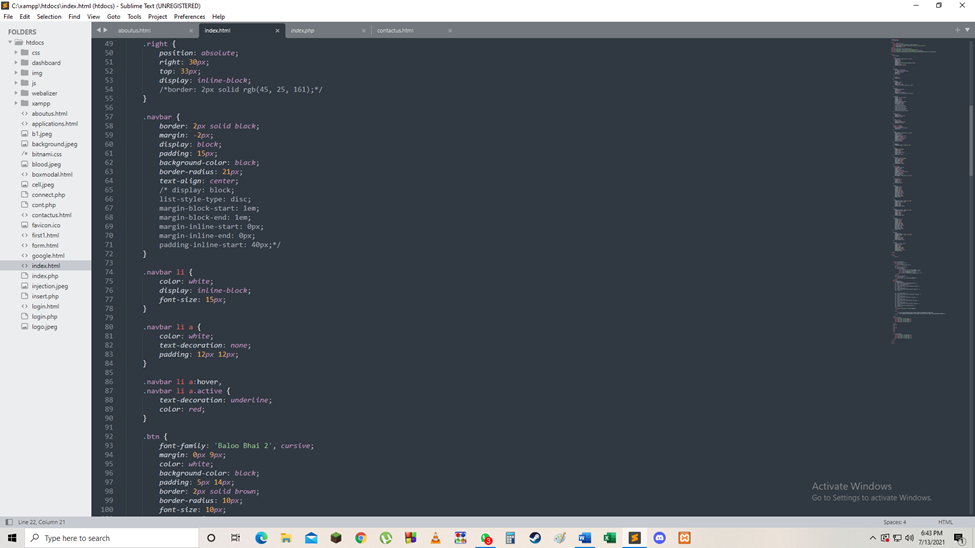 C:\xampp\htdocs\index.html (htdocs) - Sublime Text (UNREGISTERED)
File Edit Selection Find View Goto Tools Project Preferences Help
FOLDERS
htdocs
css
dashboard
img
js
webalizer
xampp
aboutus.html
applications.html
b1.jpeg
background.jpeg
bitnami.css
blood.jpeg
boxmodal.html
cell.jpeg
connect.php
cont.php
contactus.html
favicon.ico
first1.html
form.html
google.html
index.html
index.php
injection.jpeg
insert.php
login.html
login.php
logo.jpeg
aboutus.html index.html index.php contactus.html
49 .right {
50 position: absolute;
51 right: 30px;
52 top: 33px;
53 display: inline-block;
54 /*border: 2px solid rgb(45, 25, 161);*/
55 }
56
57 .navbar {
58 border: 2px solid black;
59 margin: -2px;
60 display: block;
61 padding: 15px;
62 background-color: black;
63 border-radius: 21px;
64 text-align: center;
65 /* display: block;
66 list-style-type: disc;
67 margin-block-start: 1em;
68 margin-block-end: 1em;
69 margin-inline-start: 0px;
70 margin-inline-end: 0px;
71 padding-inline-start: 40px;*/
72 }
73
74 .navbar li {
75 color: white;
76 display: inline-block;
77 font-size: 15px;
78 }
79
80 .navbar li a {
81 color: white;
82 text-decoration: none;
83 padding: 12px 12px;
84 }
85
86 .navbar li a:hover,
87 .navbar li a.active {
88 text-decoration: underline;
89 color: red;
90 }
91
92 .btn {
93 font-family: 'Baloo Bhai 2', cursive;
94 margin: 0px 9px;
95 color: white;
96 background-color: black;
97 padding: 5px 14px;
98 border: 2px solid brown;
99 border-radius: 10px;
100 font-size: 10px;
Activate Windows
Go to Settings to activate Windows.
Line 22, Column 21 Spaces: 4 HTML
Type here to search
6:43 PM
7/13/2021